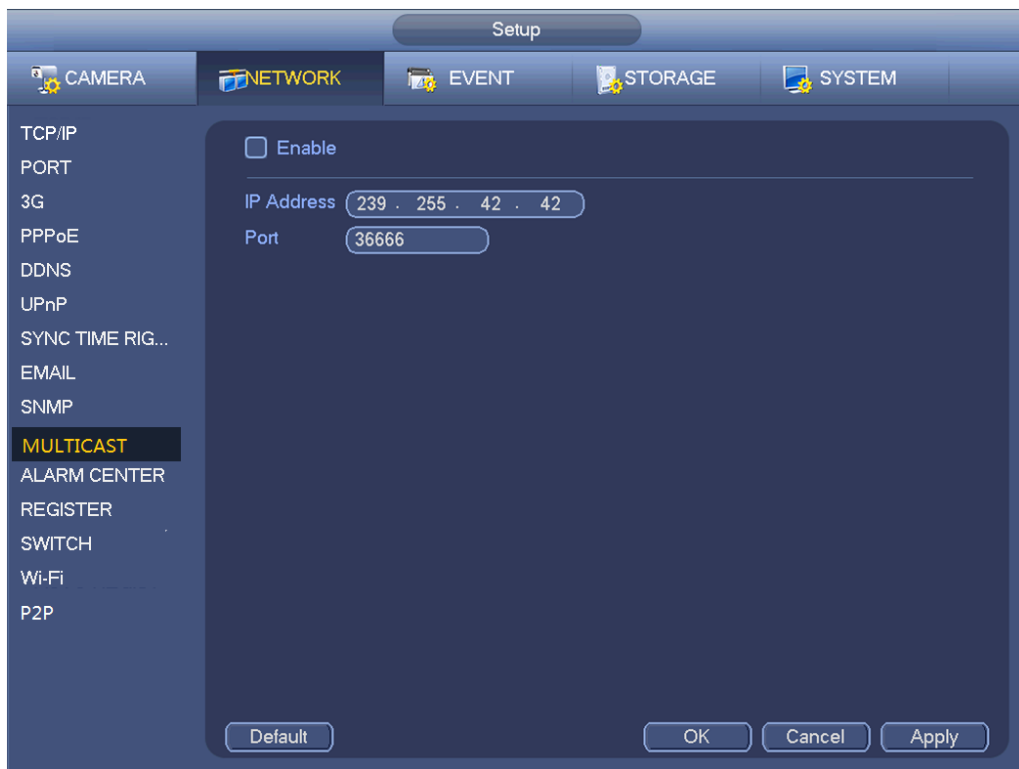 Setup
CAMERA NETWORK EVENT STORAGE SYSTEM
TCP/IP
PORT
3G
PPPoE
DDNS
UPnP
SYNC TIME RIG...
EMAIL
SNMP
MULTICAST
ALARM CENTER
REGISTER
SWITCH
Wi-Fi
P2P
Enable
IP Address 239 . 255 . 42 . 42
Port 36666
Default OK Cancel Apply